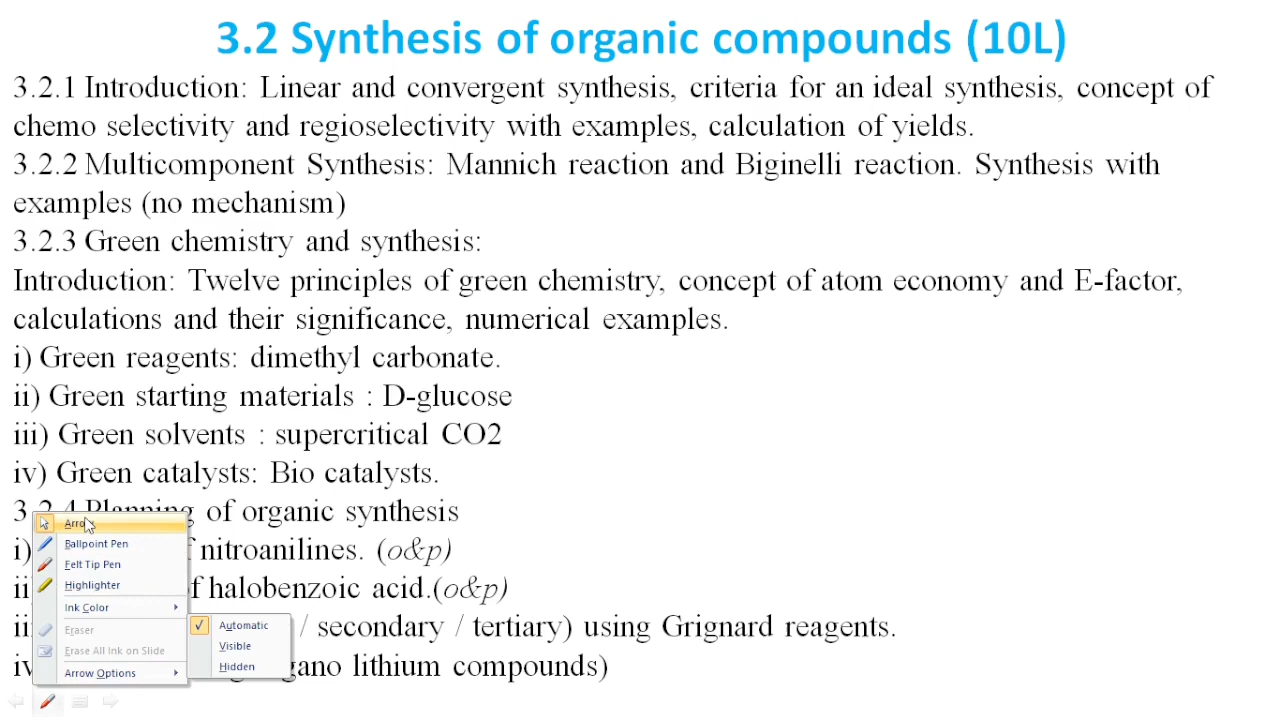 3.2 Synthesis of organic compounds (10L)
3.2.1 Introduction: Linear and convergent synthesis, criteria for an ideal synthesis, concept of
chemo selectivity and regioselectivity with examples, calculation of yields.
3.2.2 Multicomponent Synthesis: Mannich reaction and Biginelli reaction. Synthesis with
examples (no mechanism)
3.2.3 Green chemistry and synthesis:
Introduction: Twelve principles of green chemistry, concept of atom economy and E-factor,
calculations and their significance, numerical examples.
i) Green reagents: dimethyl carbonate.
ii) Green starting materials : D-glucose
iii) Green solvents : supercritical CO2
iv) Green catalysts: Bio catalysts.
3.2.4 Planning of organic synthesis
i) nitroanilines. (o&p)
of halobenzoic acid.(o&p)
/ secondary / tertiary) using Grignard reagents.
iv lithium compounds)
Arrow
Ballpoint Pen
Felt Tip Pen
Highlighter
Ink Color
Eraser
Erase All Ink on Slide
Arrow Options
Automatic
Visible
Hidden